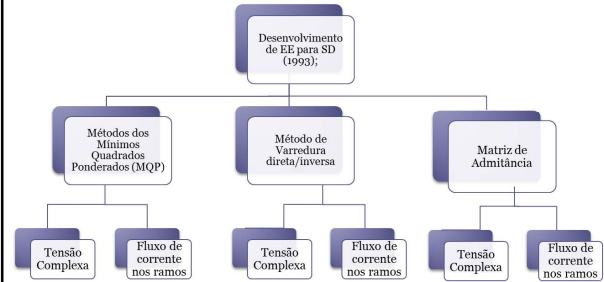 Desenvolvimento
de EE para SD
(1993);
Métodos dos
Mínimos
Quadrados
Ponderados (MQP)
Método de
Varredura
direta/inversa
Matriz de
Admitância
Tensão
Complexa
Fluxo de
corrente
nos ramos
Tensão
Complexa
Fluxo de
corrente
nos ramos
Tensão
Complexa
Fluxo de
corrente
nos ramos